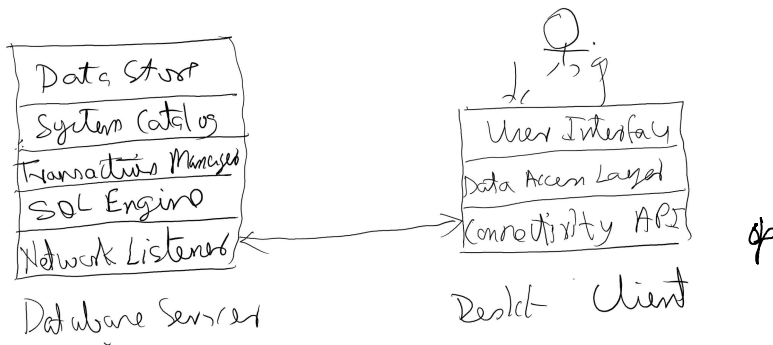 Data Store
System Catalog
Transaction Manager
SQL Engine
Network Listener
Database Server
User Interface
Data Access Layer
Connectivity API
Client